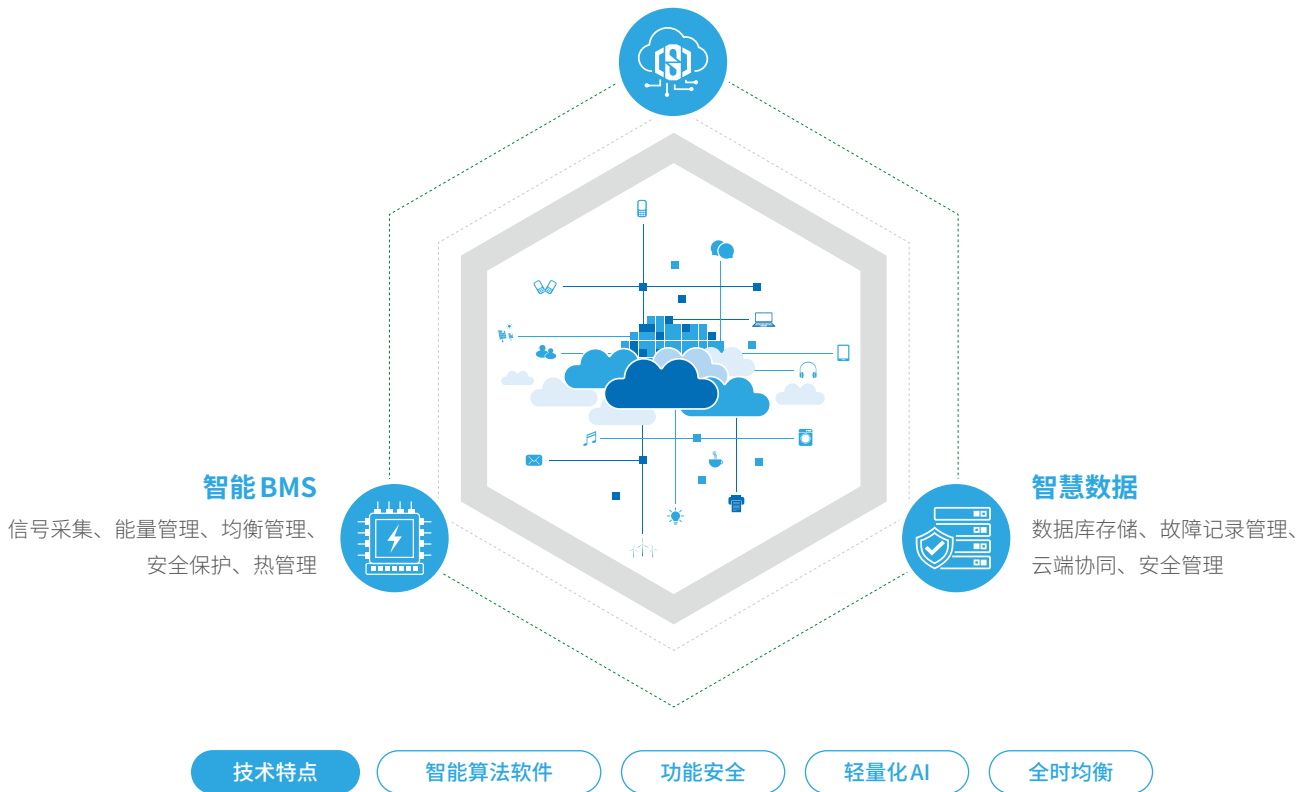 智能BMS
信号采集、能量管理、均衡管理、
安全保护、热管理
智慧数据
数据库存储、故障记录管理、
云端协同、安全管理
技术特点
智能算法软件
功能安全
轻量化AI
全时均衡